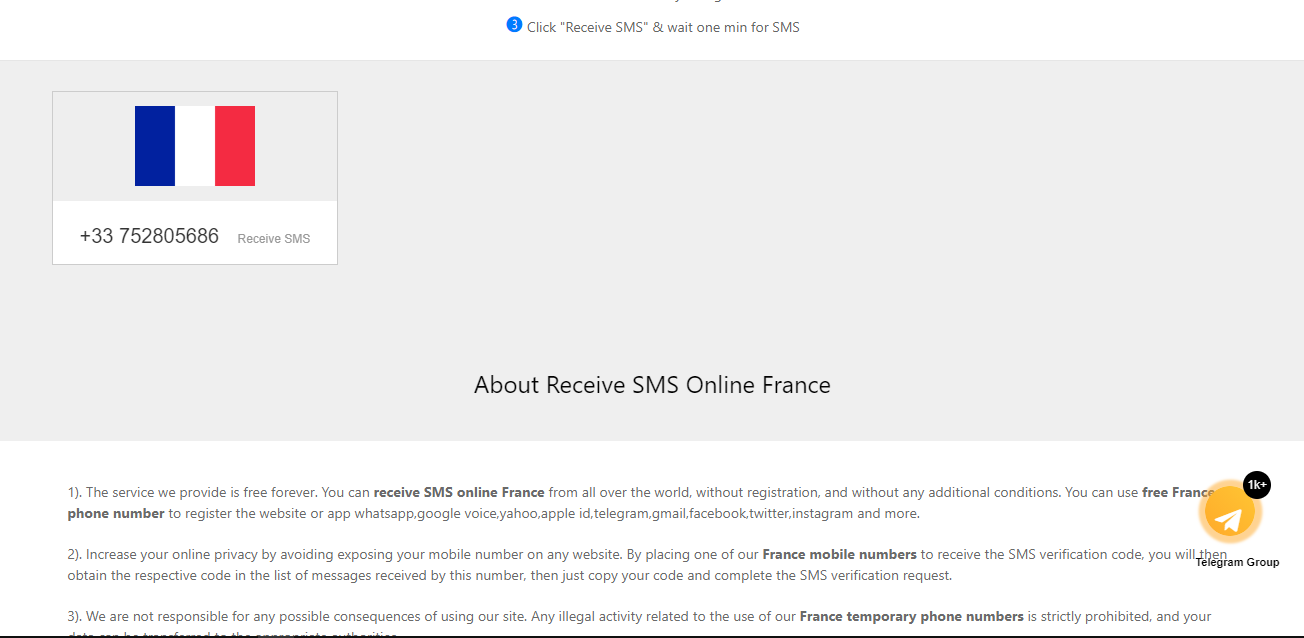 3 Click "Receive SMS" & wait one min for SMS
+33 752805686 Receive SMS
About Receive SMS Online France
1). The service we provide is free forever. You can receive SMS online France from all over the world, without registration, and without any additional conditions. You can use free France
phone number to register the website or app whatsapp,google voice,yahoo,apple id,telegram,gmail,facebook,twitter,instagram and more.
1k+
2). Increase your online privacy by avoiding exposing your mobile number on any website. By placing one of our France mobile numbers to receive the SMS verification code, you will then
obtain the respective code in the list of messages received by this number, then just copy your code and complete the SMS verification request.
Telegram Group
3). We are not responsible for any possible consequences of using our site. Any illegal activity related to the use of our France temporary phone numbers is strictly prohibited, and your
data can be transferred to the appropriate authorities.